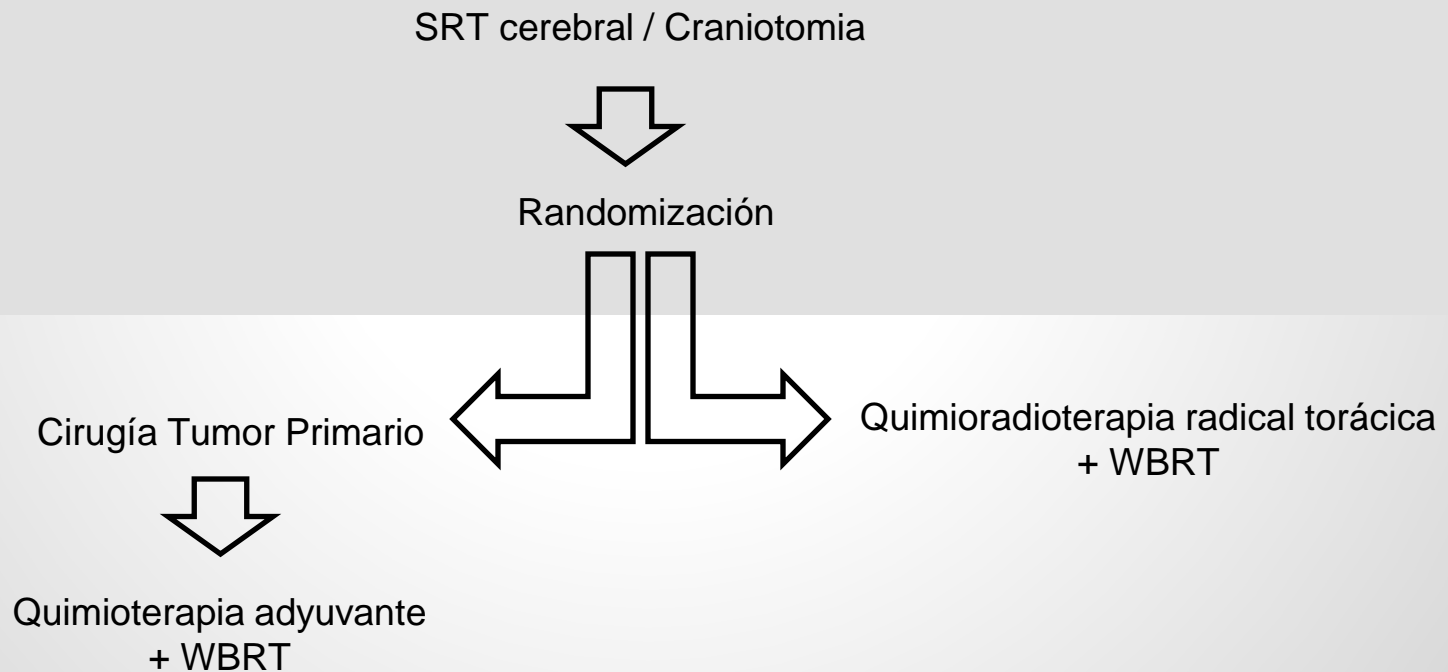 SRT cerebral / Craniotomia
Randomización
Cirugía Tumor Primario
Quimioradioterapia radical torácica
+ WBRT
Quimioterapia adyuvante
+ WBRT